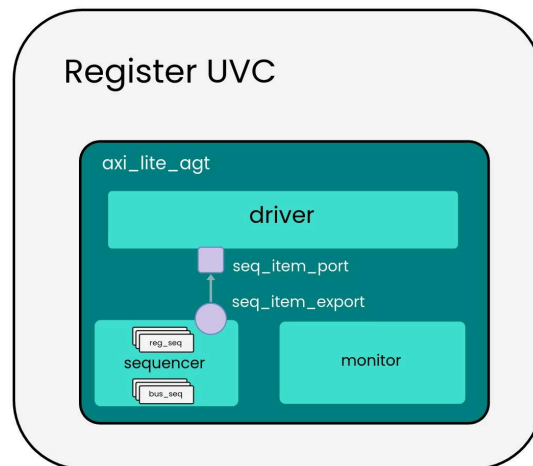 Register UVC
axi_lite_agt
driver
seq_item_port
seq_item_export
reg_seq
sequencer
bus_seq
monitor